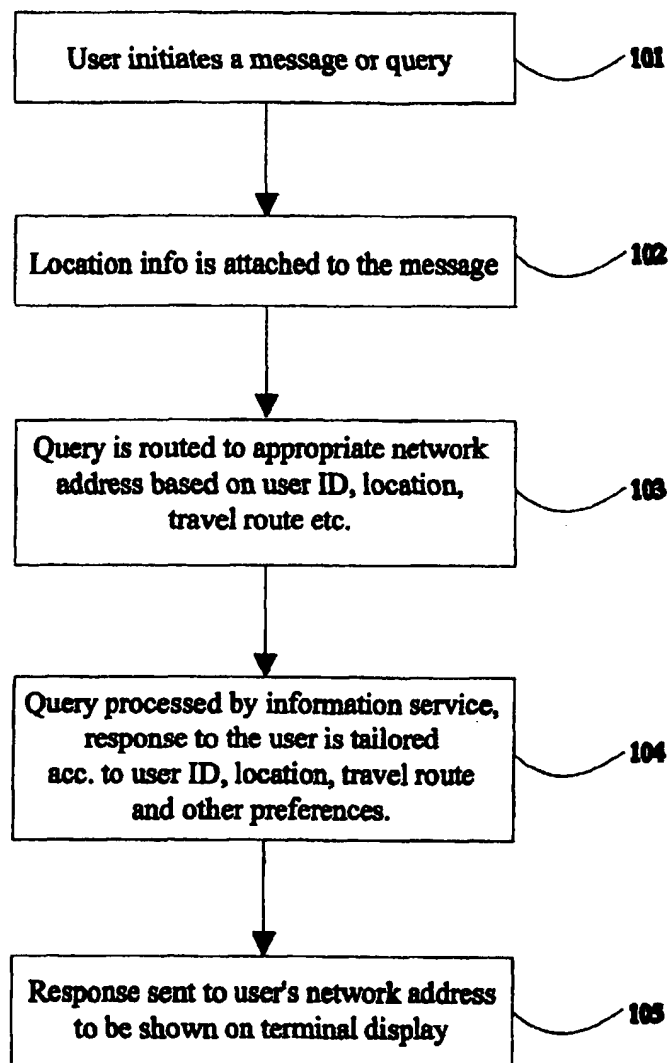 User initiates a message or query
101
Location info is attached to the message
102
Query is routed to appropriate network
address based on user ID, location,
travel route etc.
103
Query processed by information service,
response to the user is tailored
acc. to user ID, location, travel route
and other preferences.
104
Response sent to user's network address
to be shown on terminal display
105